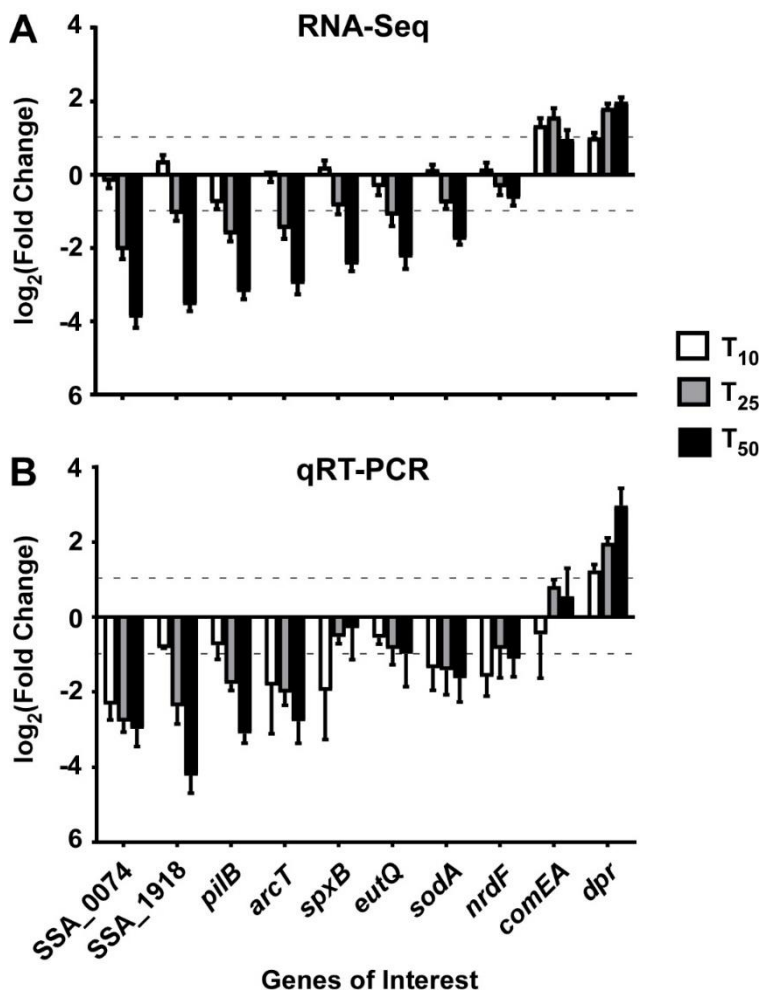 A
RNA-Seq
4
2
0
-2
-4
6
log2(Fold Change)
T10
T25
T50
B
qRT-PCR
4
2
0
-2
-4
6
log2(Fold Change)
SSA_0074
SSA_1918
pilB
arcT
spxB
eutQ
sodA
nrdF
comEA
dpr
Genes of Interest